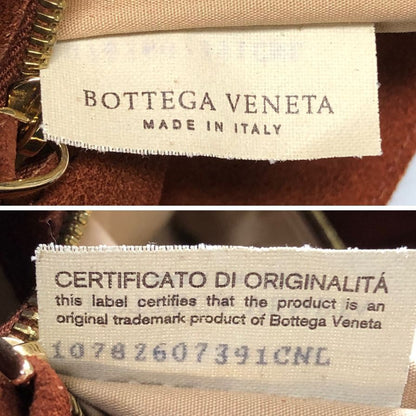 BOTTEGA VENETA
MADE IN ITALY
CERTIFICATO DI ORIGINALITÁ
this label certifies that the product is an
original trademark product of Bottega Veneta
10782607391CNL